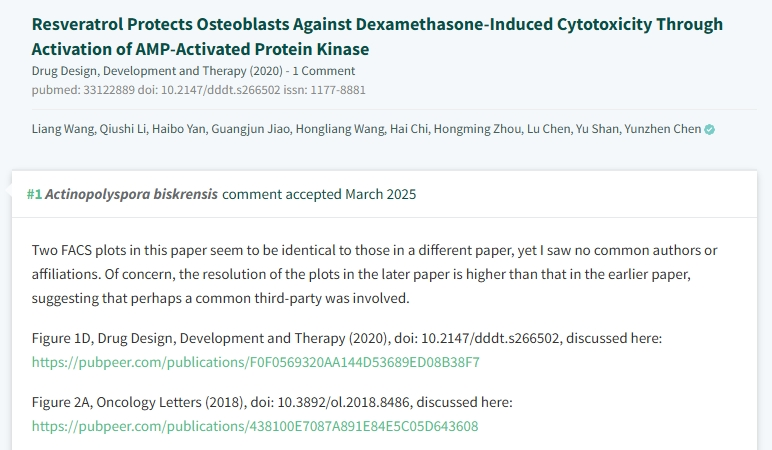 Resveratrol Protects Osteoblasts Against Dexamethasone-Induced Cytotoxicity Through
Activation of AMP-Activated Protein Kinase
Drug Design, Development and Therapy (2020) - 1 Comment
pubmed: 33122889 doi: 10.2147/dddt.s266502 issn: 1177-8881
Liang Wang, Qiushi Li, Haibo Yan, Guangjun Jiao, Hongliang Wang, Hai Chi, Hongming Zhou, Lu Chen, Yu Shan, Yunzhen Chen
#1 Actinopolyspora biskrensis comment accepted March 2025
Two FACS plots in this paper seem to be identical to those in a different paper, yet I saw no common authors or
affiliations. Of concern, the resolution of the plots in the later paper is higher than that in the earlier paper,
suggesting that perhaps a common third-party was involved.
Figure 1D, Drug Design, Development and Therapy (2020), doi: 10.2147/dddt.s266502, discussed here:
https://pubpeer.com/publications/F0F0569320AA144D53689ED08B38F7
Figure 2A, Oncology Letters (2018), doi: 10.3892/ol.2018.8486, discussed here:
https://pubpeer.com/publications/438100E7087A891E84E5C05D643608